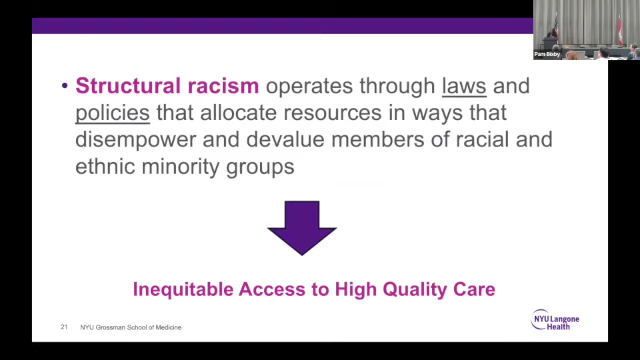 Pam Bixby
• Structural racism operates through laws and
policies that allocate resources in ways that
disempower and devalue members of racial and
ethnic minority groups
Inequitable Access to High Quality Care
21 NYU Grossman School of Medicine
NYU Langone
Health